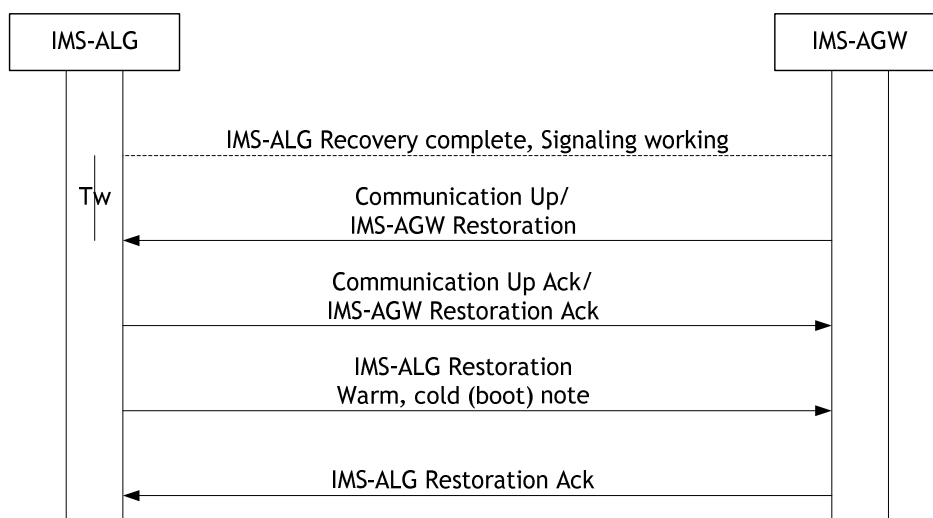 IMS-ALG
IMS-AGW
IMS-ALG Recovery complete, Signaling working
Tw
Communication Up/
IMS-AGW Restoration
Communication Up Ack/
IMS-AGW Restoration Ack
IMS-ALG Restoration
Warm, cold (boot) note
IMS-ALG Restoration Ack